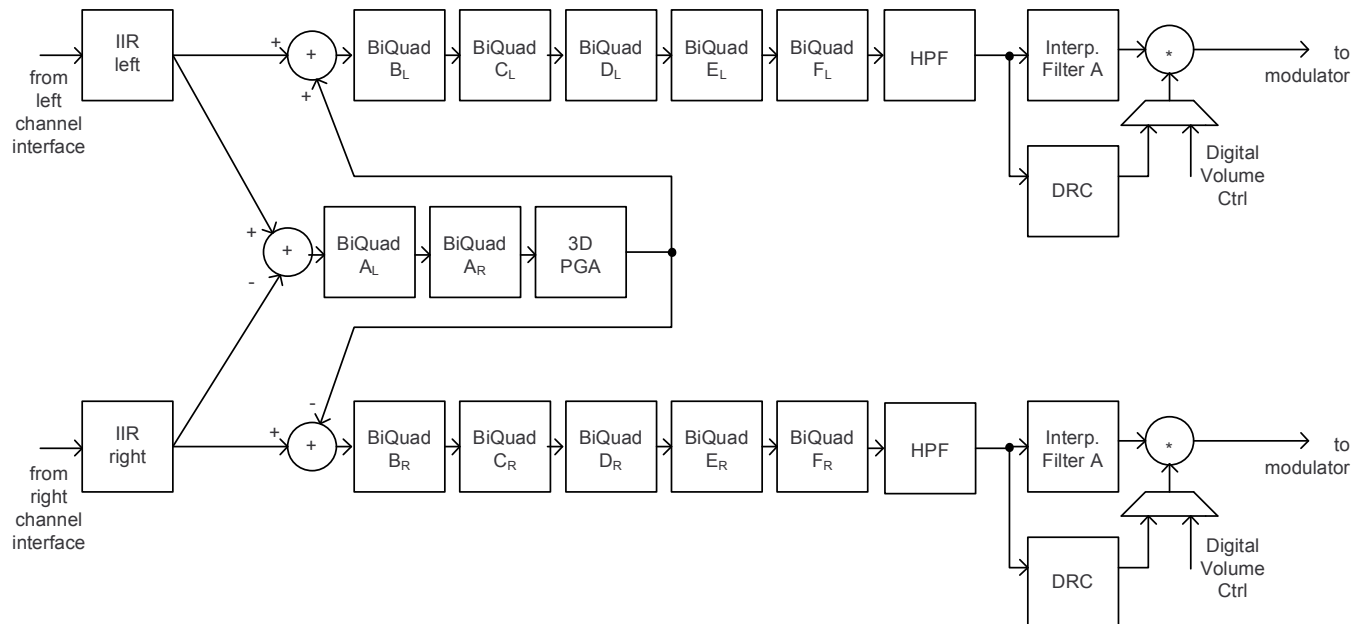 IIR
left
from
left
channel
interface
+
+
+
BiQuad
BL
BiQuad
CL
BiQuad
DL
BiQuad
EL
BiQuad
FL
HPF
Interp.
Filter A
*
to
modulator
DRC
Digital
Volume
Ctrl
+
+
-
BiQuad
AL
BiQuad
AR
3D
PGA
IIR
right
from
right
channel
interface
-
+
+
BiQuad
BR
BiQuad
CR
BiQuad
DR
BiQuad
ER
BiQuad
FR
HPF
Interp.
Filter A
*
to
modulator
DRC
Digital
Volume
Ctrl